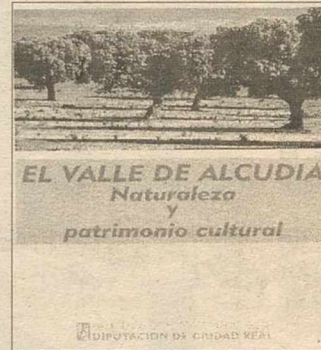 EL VALLE DE ALCUDIA
Naturaleza
y
patrimonio cultural
DIPUTACION DE CIUDAD REAL